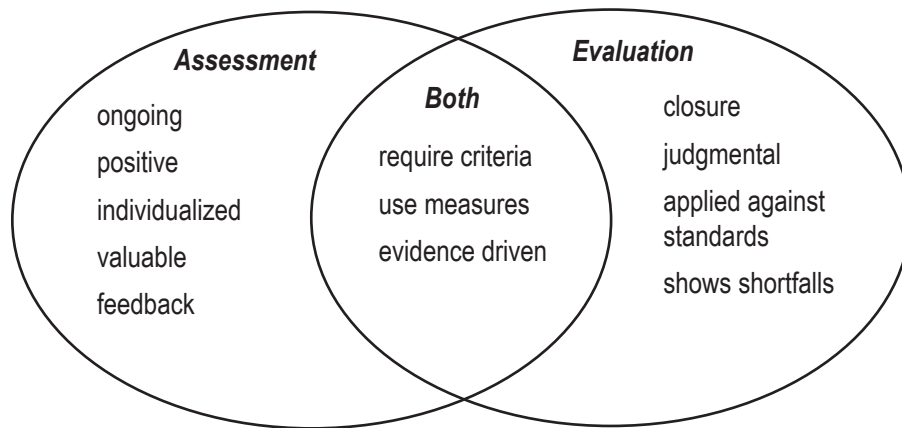 Assessment
ongoing
positive
individualized
valuable
feedback
Both
require criteria
use measures
evidence driven
Evaluation
closure
judgmental
applied against
standards
shows shortfalls